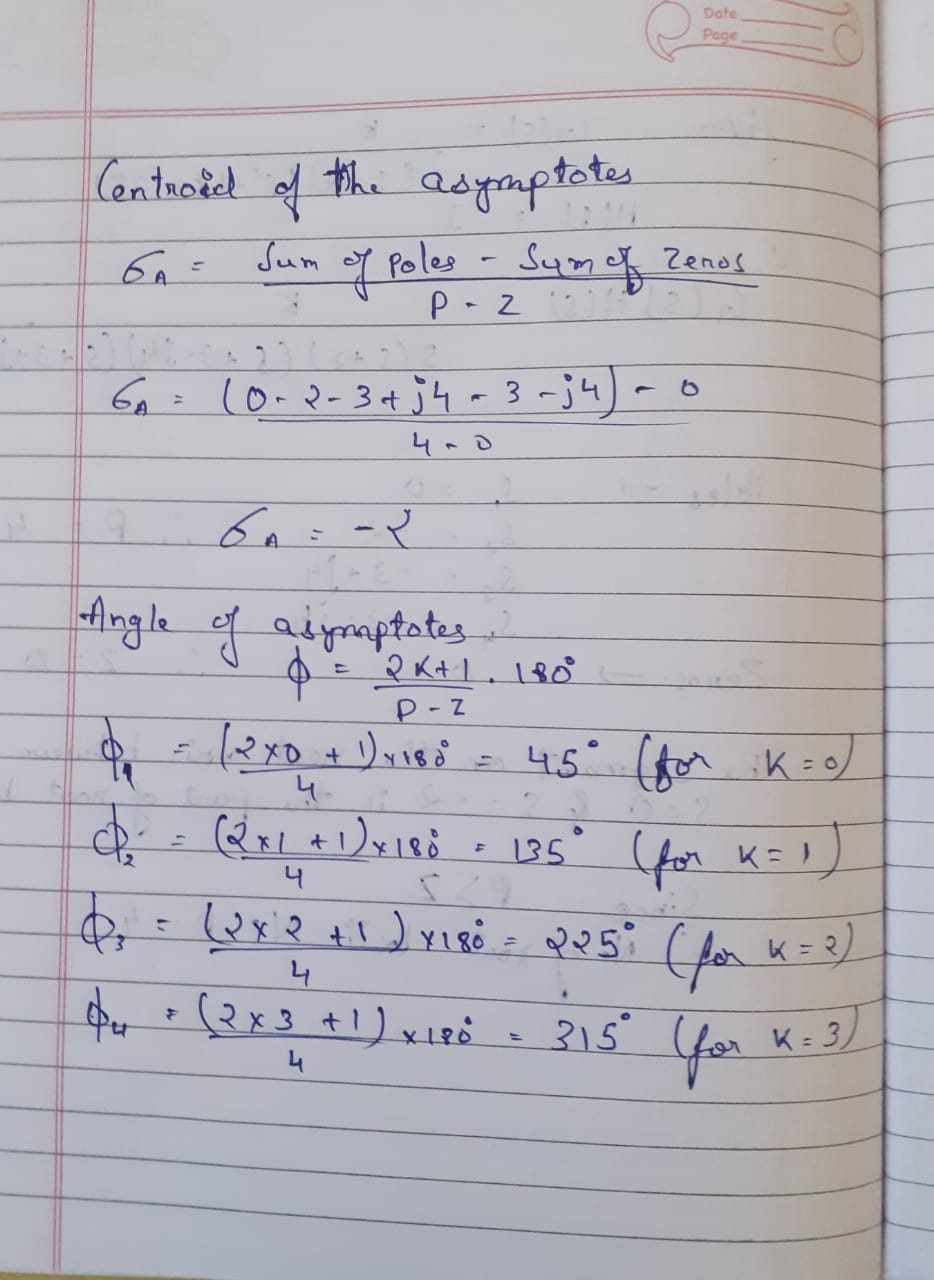 Date
Page
Centroid of the asymptotes
σA = Sum of Poles - Sum of Zeros
P - Z
σA = (0 - 2 - 3 + j4 - 3 - j4) - 0
4 - 0
σA = -2
Angle of asymptotes
ϕ = 2K+1 . 180°
P - Z
ϕ1 = (2×0 + 1) × 180° = 45° (for K = 0)
4
ϕ2 = (2×1 + 1) × 180° = 135° (for K = 1)
4
ϕ3 = (2×2 + 1) × 180° = 225° (for K = 2)
4
ϕ4 = (2×3 + 1) × 180° = 315° (for K = 3)
4